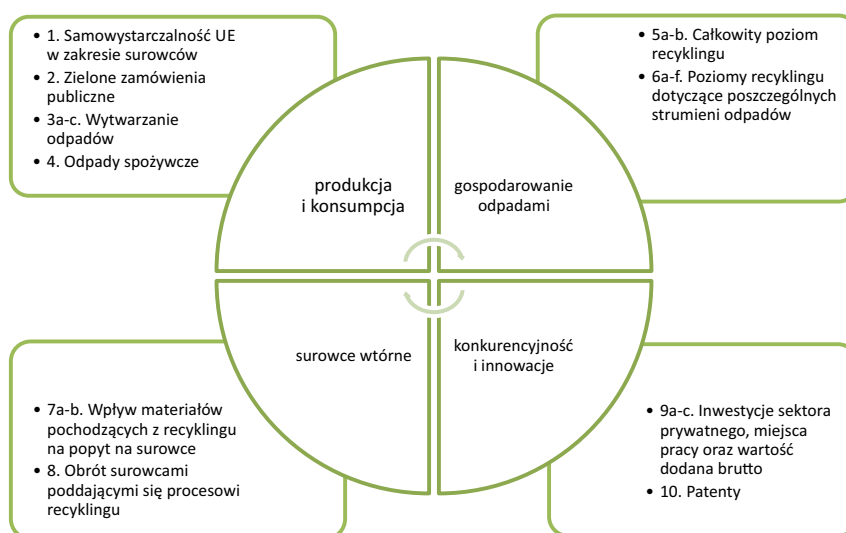 • 1. Samowystarczalność UE
w zakresie surowców
• 2. Zielone zamówienia
publiczne
• 3a-c. Wytwarzanie
odpadów
• 4. Odpady spożywcze
• 5a-b. Całkowity poziom
recyklingu
• 6a-f. Poziomy recyklingu
dotyczące poszczególnych
strumieni odpadów
produkcja
i konsumpcja
gospodarowanie
odpadami
surowce wtórne
konkurencyjność
i innowacje
• 7a-b. Wpływ materiałów
pochodzących z recyklingu
na popyt na surowce
• 8. Obrót surowcami
poddającymi się procesowi
recyklingu
• 9a-c. Inwestycje sektora
prywatnego, miejsca
pracy oraz wartość
dodana brutto
• 10. Patenty